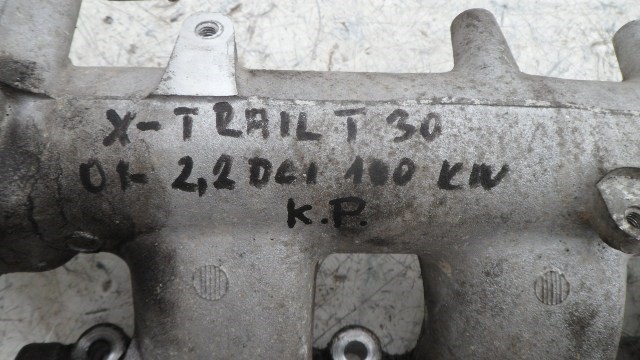 X-TRAIL T30
01- 2,2 DCI 100 KW
K.P.